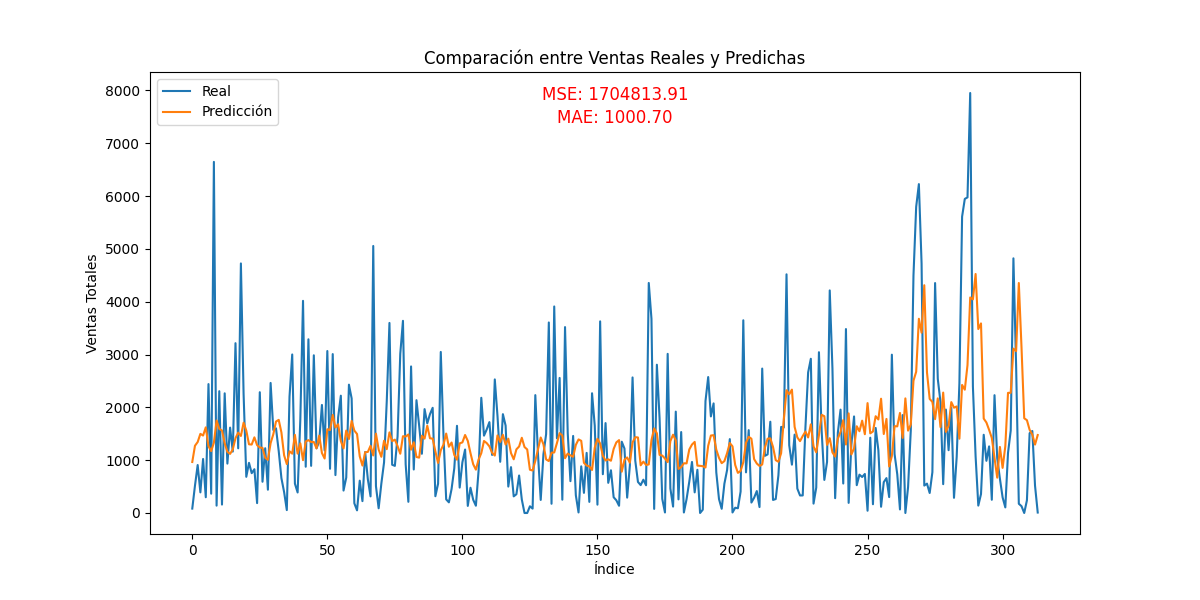 Comparación entre Ventas Reales y Predichas
Real
Predicción
MSE: 1704813.91
MAE: 1000.70
Ventas Totales
8000
7000
6000
5000
4000
3000
2000
1000
0
0 50 100 150 200 250 300
Índice